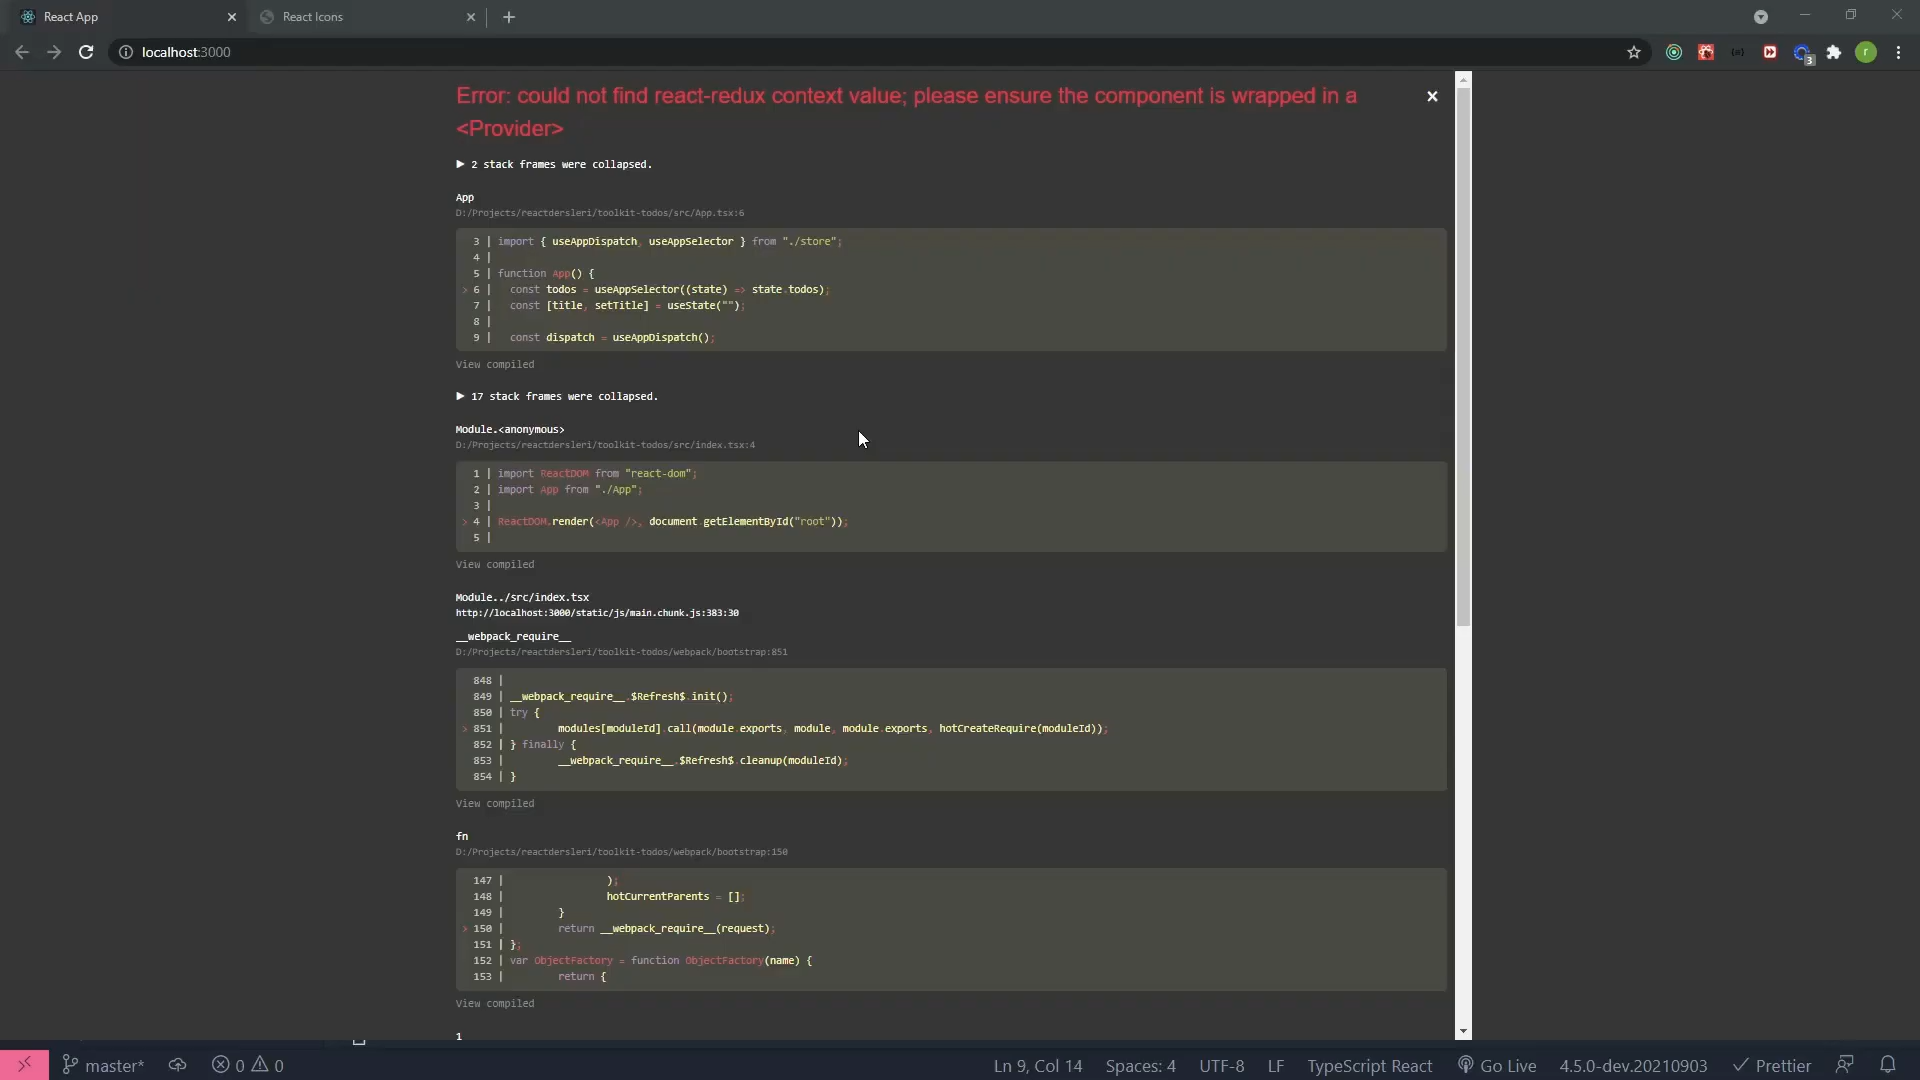 React App
React Icons
localhost:3000
3
r
Error: could not find react-redux context value; please ensure the component is wrapped in a
<Provider>
▶ 2 stack frames were collapsed.
App
D:/Projects/reactdersleri/toolkit-todos/src/App.tsx:6
3 | import { useAppDispatch, useAppSelector } from "./store";
4 |
5 | function App() {
> 6 |   const todos = useAppSelector((state) => state.todos);
7 |   const [title, setTitle] = useState("");
8 |
9 |   const dispatch = useAppDispatch();
View compiled
▶ 17 stack frames were collapsed.
Module.<anonymous>
D:/Projects/reactdersleri/toolkit-todos/src/index.tsx:4
1 | import ReactDOM from "react-dom";
2 | import App from "./App";
3 |
> 4 | ReactDOM.render(<App />, document.getElementById("root"));
5 |
View compiled
Module../src/index.tsx
http://localhost:3000/static/js/main.chunk.js:383:30
__webpack_require__
D:/Projects/reactdersleri/toolkit-todos/webpack/bootstrap:851
848 |
849 | __webpack_require__.$Refresh$.init();
850 | try {
> 851 |         modules[moduleId].call(module.exports, module, module.exports, hotCreateRequire(moduleId));
852 | } finally {
853 |         __webpack_require__.$Refresh$.cleanup(moduleId);
854 | }
View compiled
fn
D:/Projects/reactdersleri/toolkit-todos/webpack/bootstrap:150
147 |                 );
148 |                 hotCurrentParents = [];
149 |         }
> 150 |         return __webpack_require__(request);
151 | };
152 | var ObjectFactory = function ObjectFactory(name) {
153 |         return {
View compiled
1
master*
0
0
Ln 9, Col 14
Spaces: 4
UTF-8
LF
TypeScript React
Go Live
4.5.0-dev.20210903
Prettier